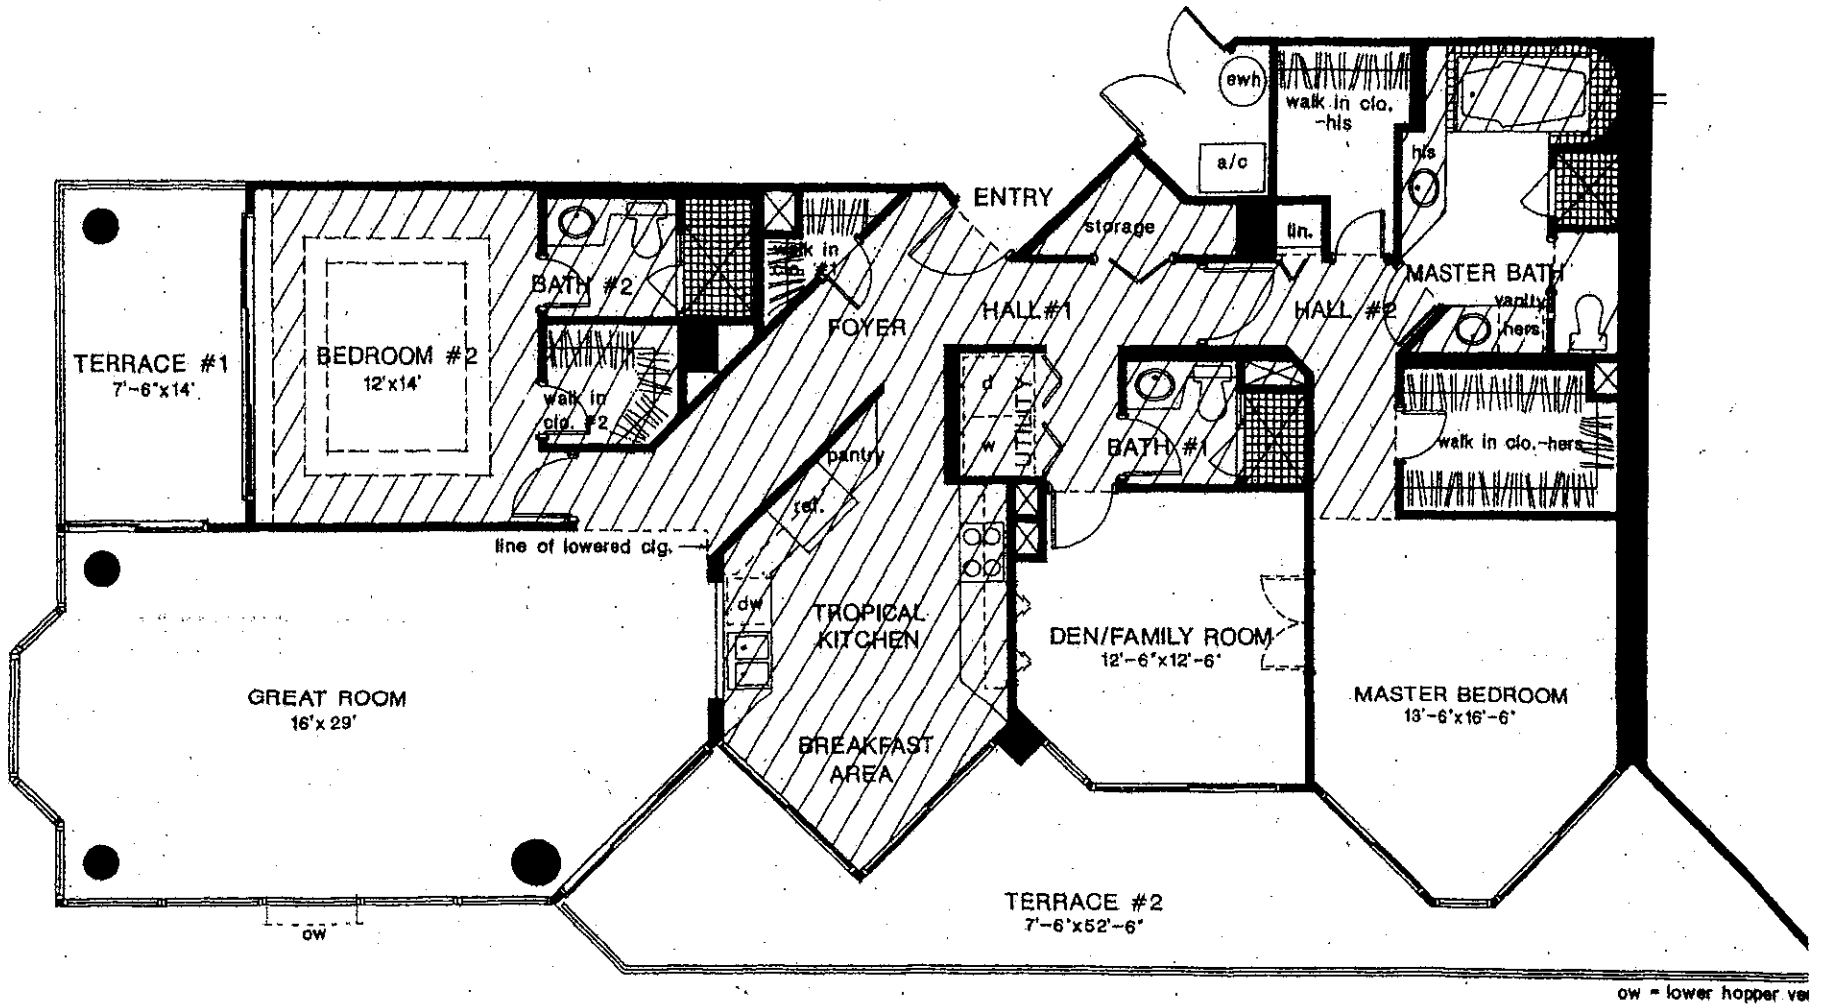 ewh
walk in clo.
-his
a/c
his
ENTRY
storage
lin.
walk in
#1
BATH #2
MASTER BATH
vanity
hers
HALL #1
HALL #2
FOYER
TERRACE #1
7'-6"x14'
BEDROOM #2
12'x14'
walk in
clo. #2
d
w
UTILITY
BATH #1
walk in clo.-hers
pantry
ref.
line of lowered clg.
dw
TROPICAL
KITCHEN
DEN/FAMILY ROOM
12'-6"x12'-6"
GREAT ROOM
16'x 29'
MASTER BEDROOM
13'-6"x16'-6"
BREAKFAST
AREA
TERRACE #2
7'-6"x52'-6"
ow
ow = lower hopper